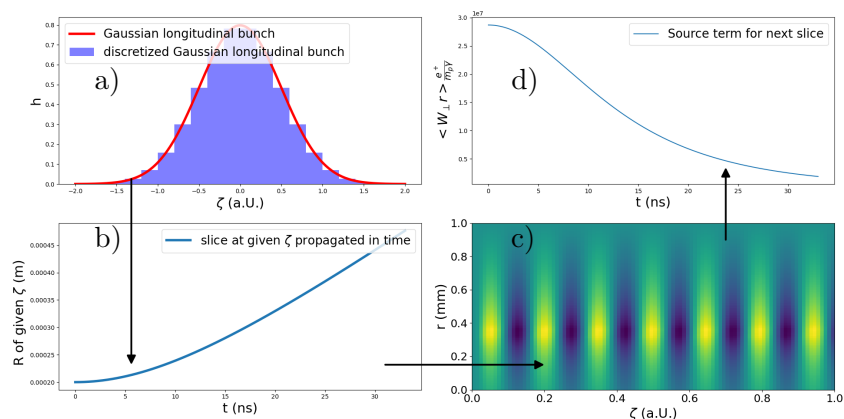 0.8
0.7
0.6
0.5
0.4
0.3
0.2
0.1
0.0
h
Gaussian longitudinal bunch
discretized Gaussian longitudinal bunch
a)
−2.0 −1.5 −1.0 −0.5 0.0 0.5 1.0 1.5 2.0
ζ (a.U.)
1e7
3.0
2.5
2.0
1.5
1.0
0.5
< W⊥r > e⁺/mₚγ
Source term for next slice
d)
0 5 10 15 20 25 30
t (ns)
0.00045
0.00040
0.00035
0.00030
0.00025
0.00020
R of given ζ (m)
b)
slice at given ζ propagated in time
0 5 10 15 20 25 30
t (ns)
1.0
0.8
0.6
0.4
0.2
0.0
r (mm)
c)
0.0 0.2 0.4 0.6 0.8 1.0
ζ (a.U.)